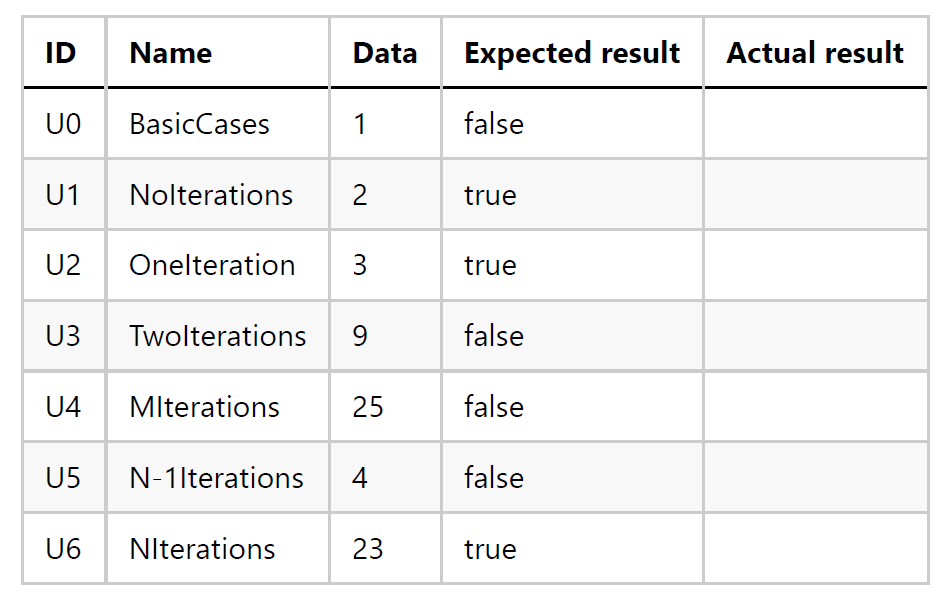 ID Name Data Expected result Actual result
U0 BasicCases 1 false
U1 NoIterations 2 true
U2 OneIteration 3 true
U3 TwoIterations 9 false
U4 MIterations 25 false
U5 N-1Iterations 4 false
U6 NIterations 23 true